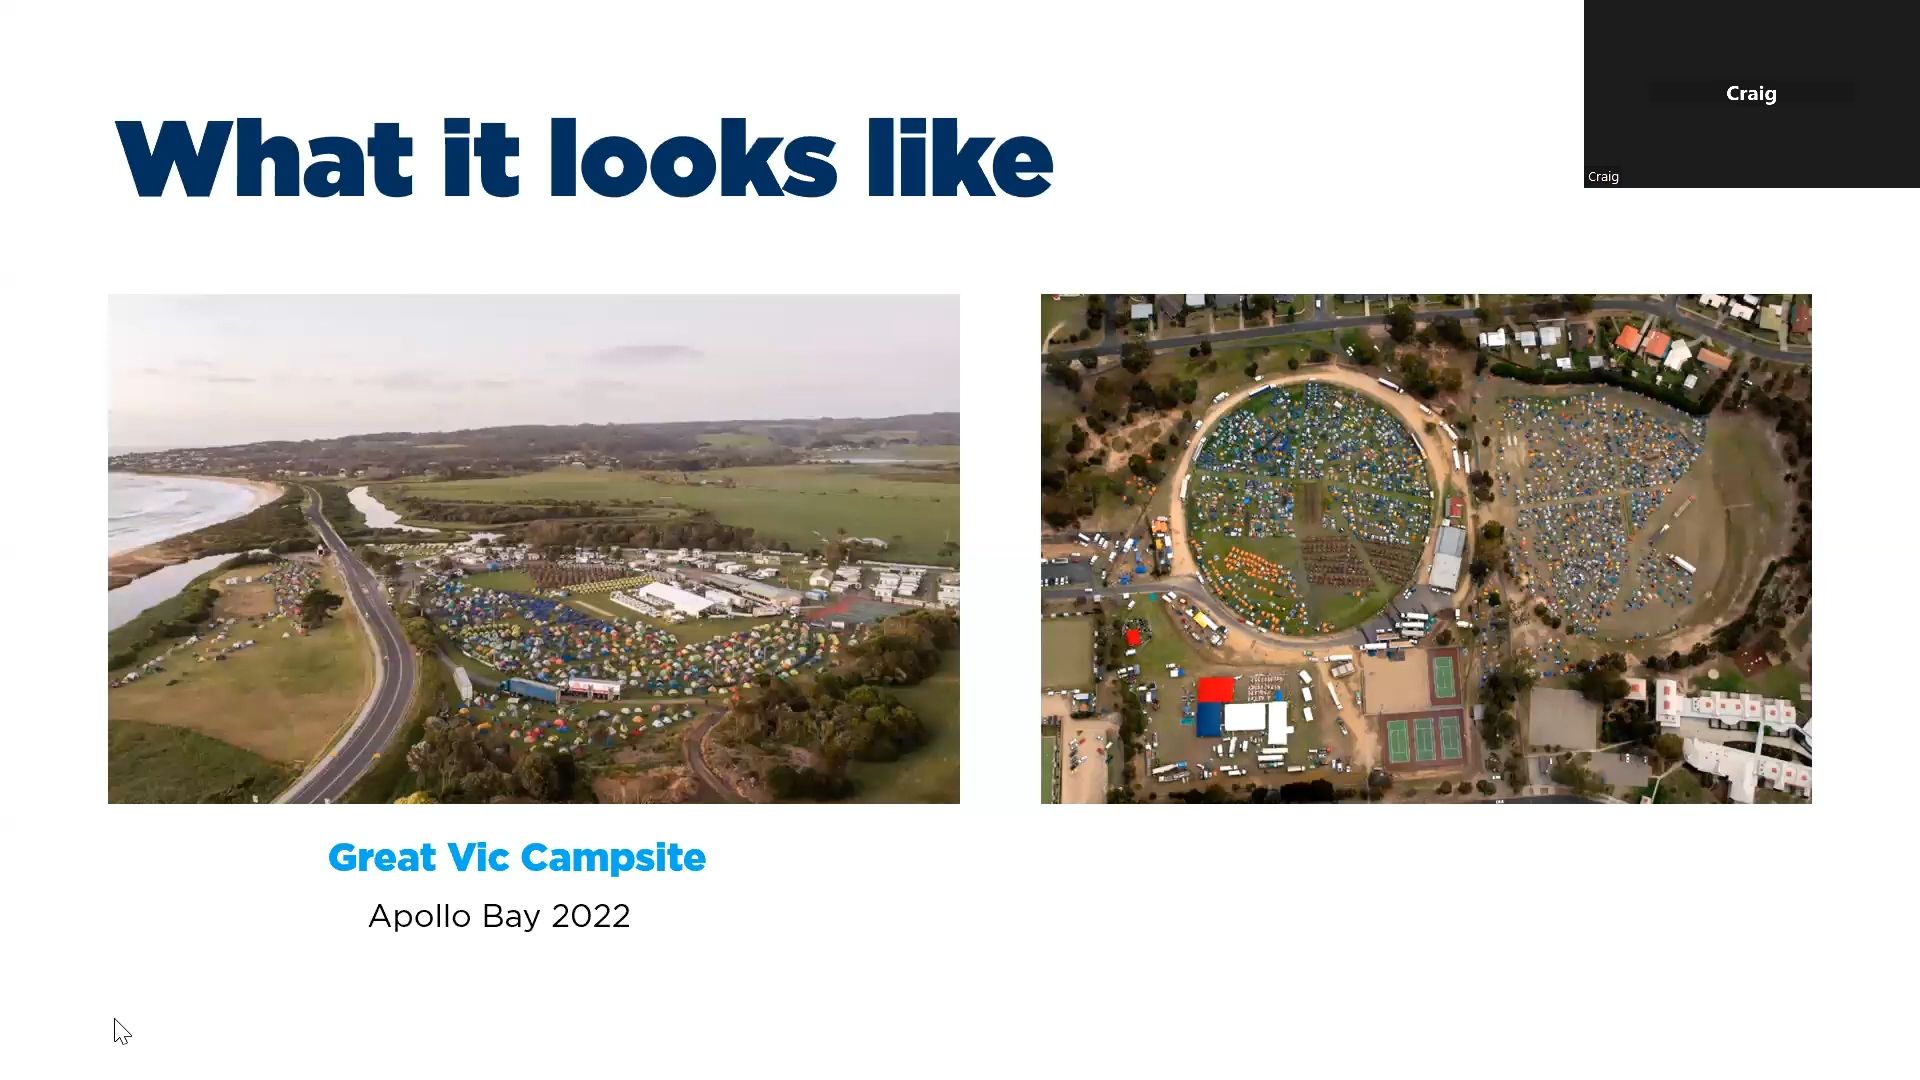 What it looks like
Craig
Craig
Great Vic Campsite
Apollo Bay 2022